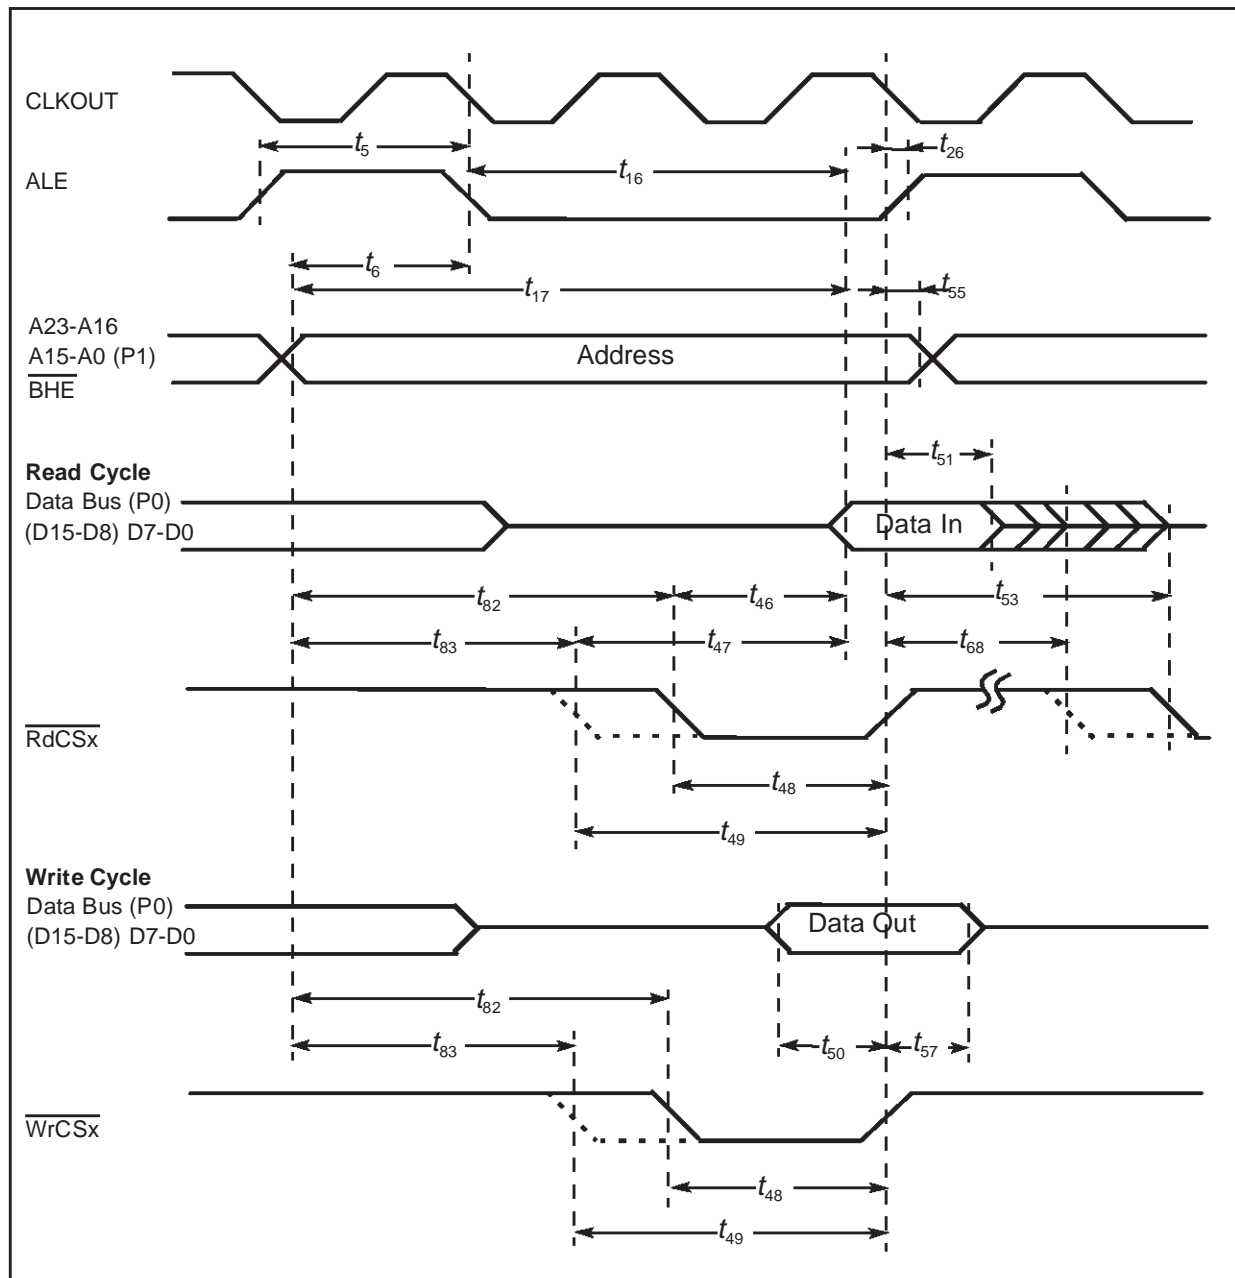 CLKOUT
t5
t26
ALE
t16
t6
t17
t55
A23-A16
A15-A0 (P1)
Address
BHE
t51
Read Cycle
Data Bus (P0)
(D15-D8) D7-D0
Data In
t82
t46
t53
t83
t47
t68
RdCSx
t48
t49
Write Cycle
Data Bus (P0)
(D15-D8) D7-D0
Data Out
t82
t83
t50
t57
WrCSx
t48
t49